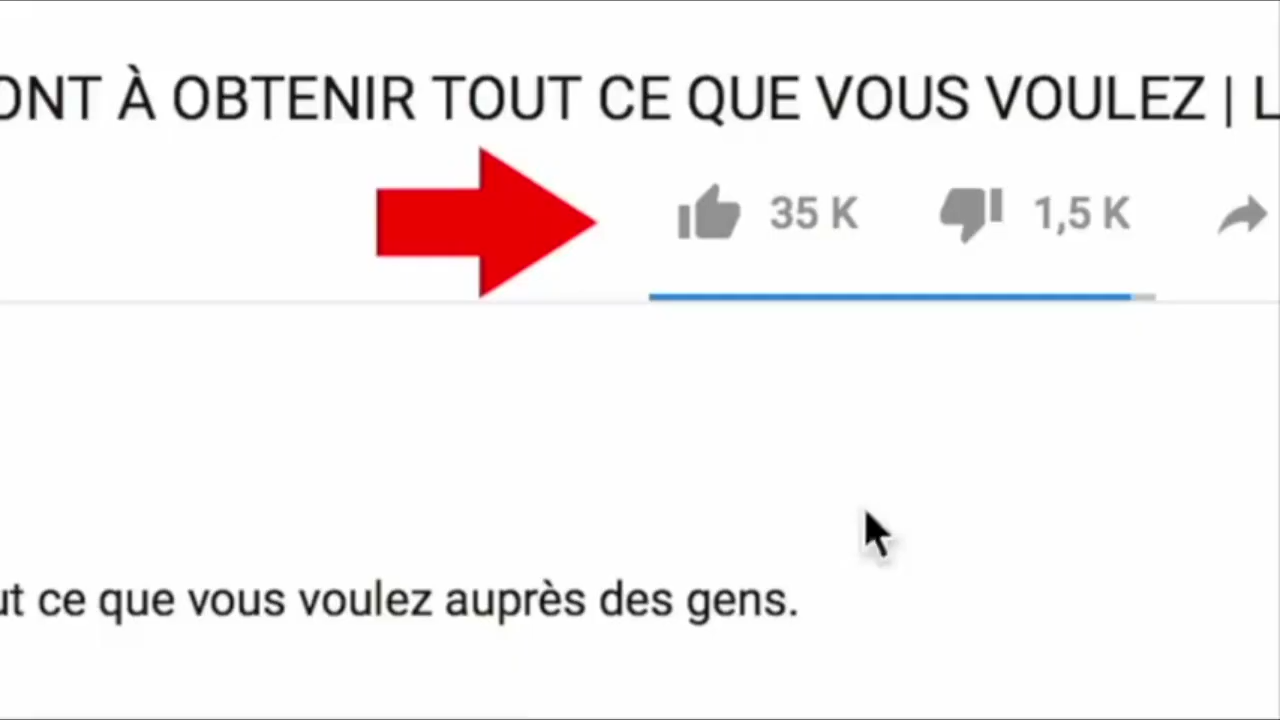 ONT À OBTENIR TOUT CE QUE VOUS VOULEZ | L
35 K 1,5 K
ut ce que vous voulez auprès des gens.